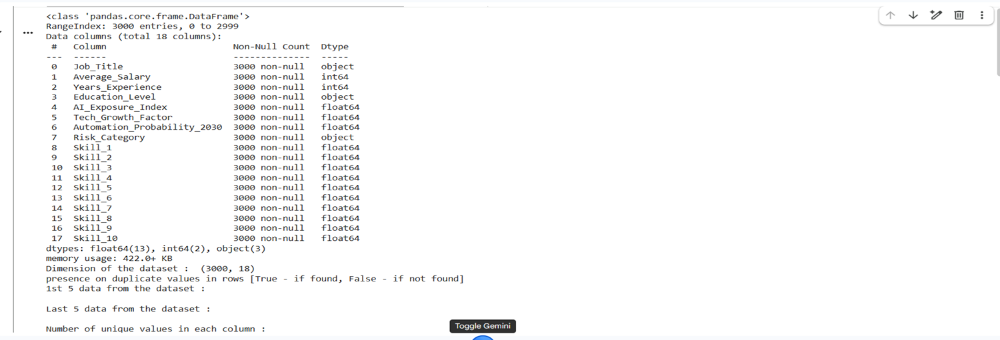 <class 'pandas.core.frame.DataFrame'>
RangeIndex: 3000 entries, 0 to 2999
Data columns (total 18 columns):
 #   Column                       Non-Null Count  Dtype
---  ------                       --------------  -----
 0   Job_Title                    3000 non-null   object
 1   Average_Salary               3000 non-null   int64
 2   Years_Experience             3000 non-null   int64
 3   Education_Level              3000 non-null   object
 4   AI_Exposure_Index            3000 non-null   float64
 5   Tech_Growth_Factor           3000 non-null   float64
 6   Automation_Probability_2030  3000 non-null   float64
 7   Risk_Category                3000 non-null   object
 8   Skill_1                      3000 non-null   float64
 9   Skill_2                      3000 non-null   float64
 10  Skill_3                      3000 non-null   float64
 11  Skill_4                      3000 non-null   float64
 12  Skill_5                      3000 non-null   float64
 13  Skill_6                      3000 non-null   float64
 14  Skill_7                      3000 non-null   float64
 15  Skill_8                      3000 non-null   float64
 16  Skill_9                      3000 non-null   float64
 17  Skill_10                     3000 non-null   float64
dtypes: float64(13), int64(2), object(3)
memory usage: 422.0+ KB
Dimension of the dataset :  (3000, 18)
presence on duplicate values in rows [True - if found, False - if not found]
1st 5 data from the dataset :
Last 5 data from the dataset :
Number of unique values in each column :
Toggle Gemini